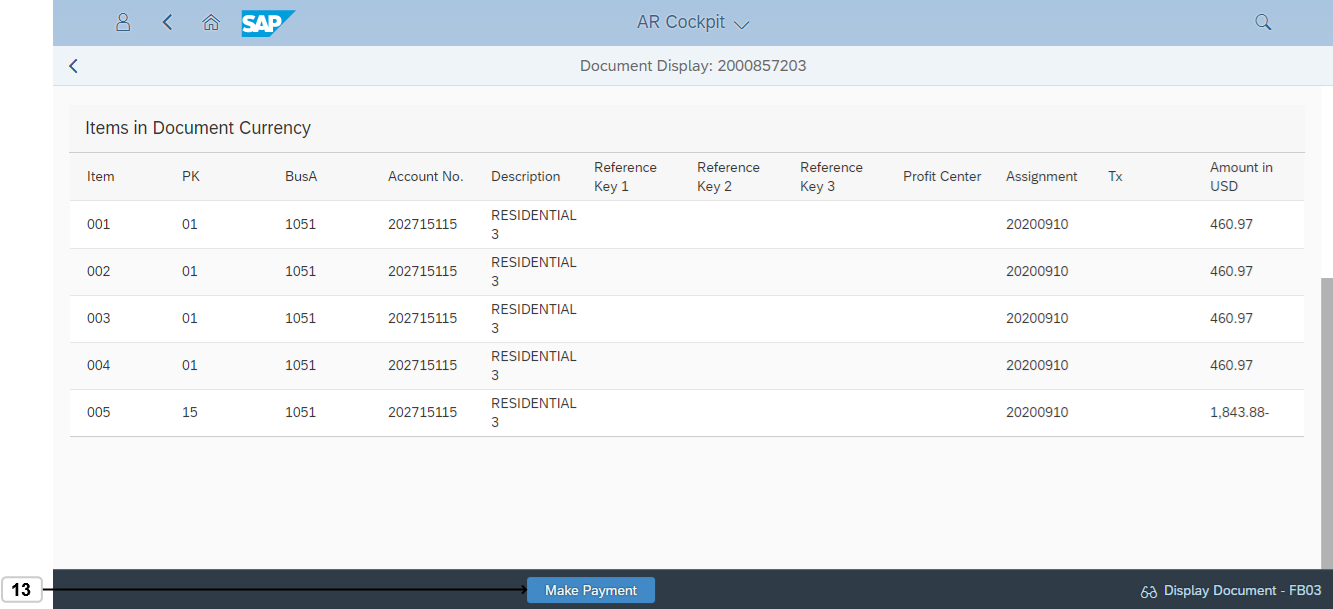 SAP
AR Cockpit
Document Display: 2000857203
Items in Document Currency
Item PK BusA Account No. Description Reference Key 1 Reference Key 2 Reference Key 3 Profit Center Assignment Tx Amount in USD
001 01 1051 202715115 RESIDENTIAL 3 20200910 460.97
002 01 1051 202715115 RESIDENTIAL 3 20200910 460.97
003 01 1051 202715115 RESIDENTIAL 3 20200910 460.97
004 01 1051 202715115 RESIDENTIAL 3 20200910 460.97
005 15 1051 202715115 RESIDENTIAL 3 20200910 1,843.88-
13 Make Payment Display Document - FB03